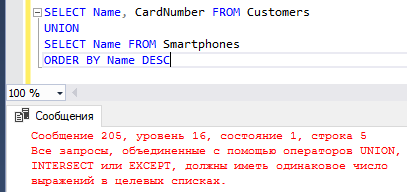 SELECT Name, CardNumber FROM Customers
UNION
SELECT Name FROM Smartphones
ORDER BY Name DESC
100 %
Сообщения
Сообщение 205, уровень 16, состояние 1, строка 5
Все запросы, объединенные с помощью операторов UNION,
INTERSECT или EXCEPT, должны иметь одинаковое число
выражений в целевых списках.